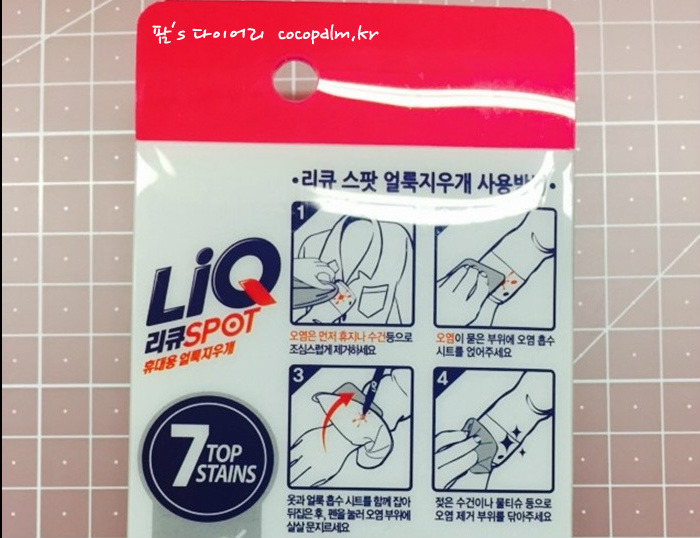 팜's 다이어리 cocopalm.kr
• 리큐 스팟 얼룩지우개 사용방법 •
LiQ
리큐SPOT
휴대용 얼룩지우개
7 TOP
STAINS
1
오염은 먼저 휴지나 수건등으로
조심스럽게 제거하세요
오염이 묻은 부위에 오염 흡수
시트를 얹어주세요
3
옷과 얼룩 흡수 시트를 함께 잡아
뒤집은 후, 펜을 눌러 오염 부위에
살살 문지르세요
4
젖은 수건이나 물티슈 등으로
오염 제거 부위를 닦아주세요